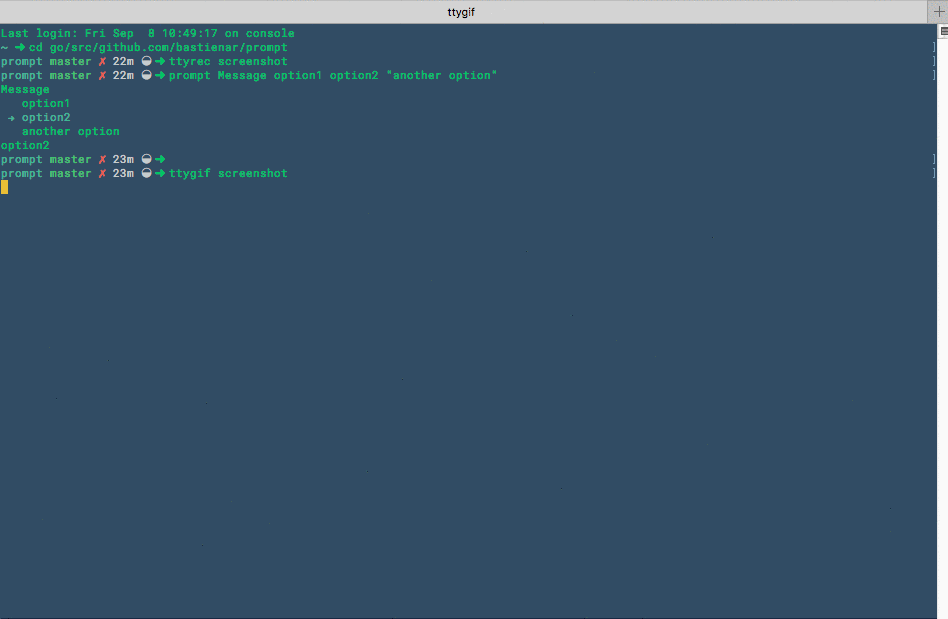 ttygif
Last login: Fri Sep  8 10:49:17 on console
~ ➜ cd go/src/github.com/bastienar/prompt ]
prompt master ✗ 22m ◒ ➜ ttyrec screenshot ]
prompt master ✗ 22m ◒ ➜ prompt Message option1 option2 "another option" ]
Message
   option1
 → option2
   another option
option2
prompt master ✗ 23m ◒ ➜ ]
prompt master ✗ 23m ◒ ➜ ttygif screenshot ]